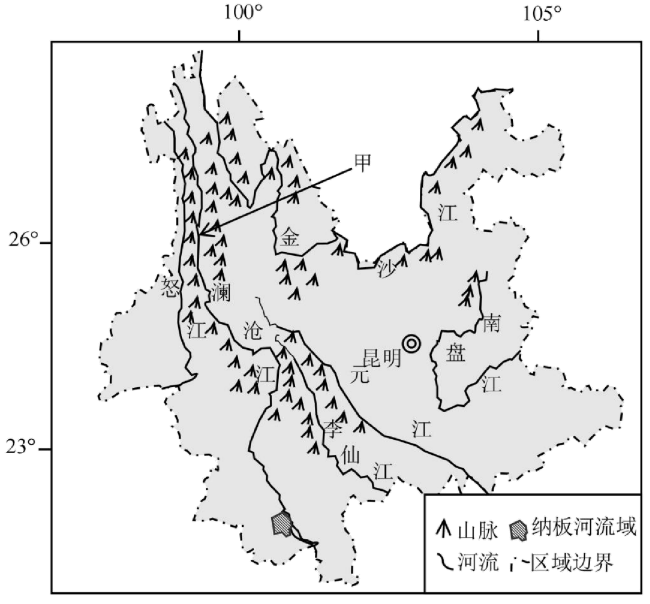 100°
105°
甲
江
26°
金
沙
怒
澜
江
沧
南
昆明
盘
元
江
江
李
江
23°
仙
江
山脉
纳板河流域
河流
区域边界